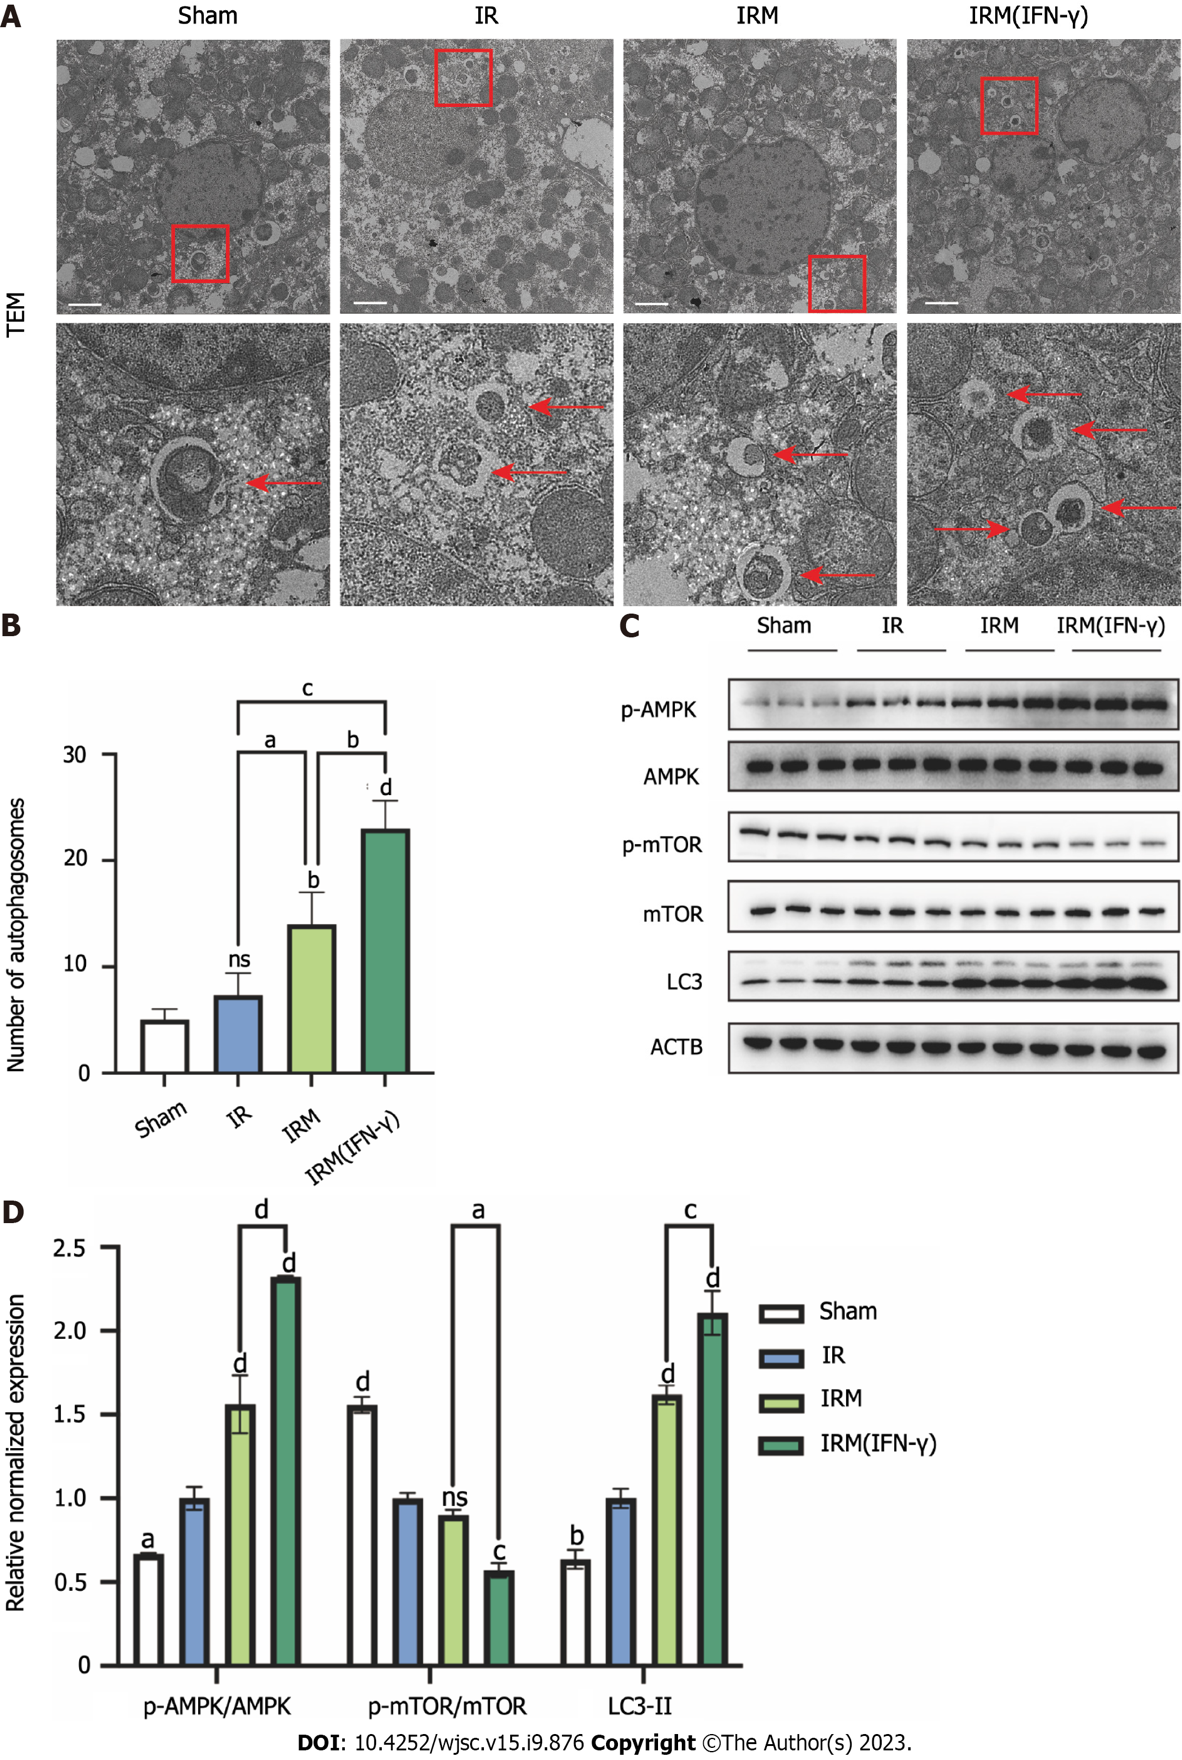 A
Sham IR IRM IRM(IFN-γ)
TEM
B
c
a b
30
d
20
b
10
ns
0
Number of autophagosomes
Sham IR IRM IRM(IFN-γ)
C
Sham IR IRM IRM(IFN-γ)
p-AMPK
AMPK
p-mTOR
mTOR
LC3
ACTB
D
d a c
2.5
d d
2.0
d d d
1.5
1.0
ns
a c b
0.5
0
Relative normalized expression
p-AMPK/AMPK p-mTOR/mTOR LC3-II
Sham
IR
IRM
IRM(IFN-γ)
DOI: 10.4252/wjsc.v15.i9.876 Copyright ©The Author(s) 2023.